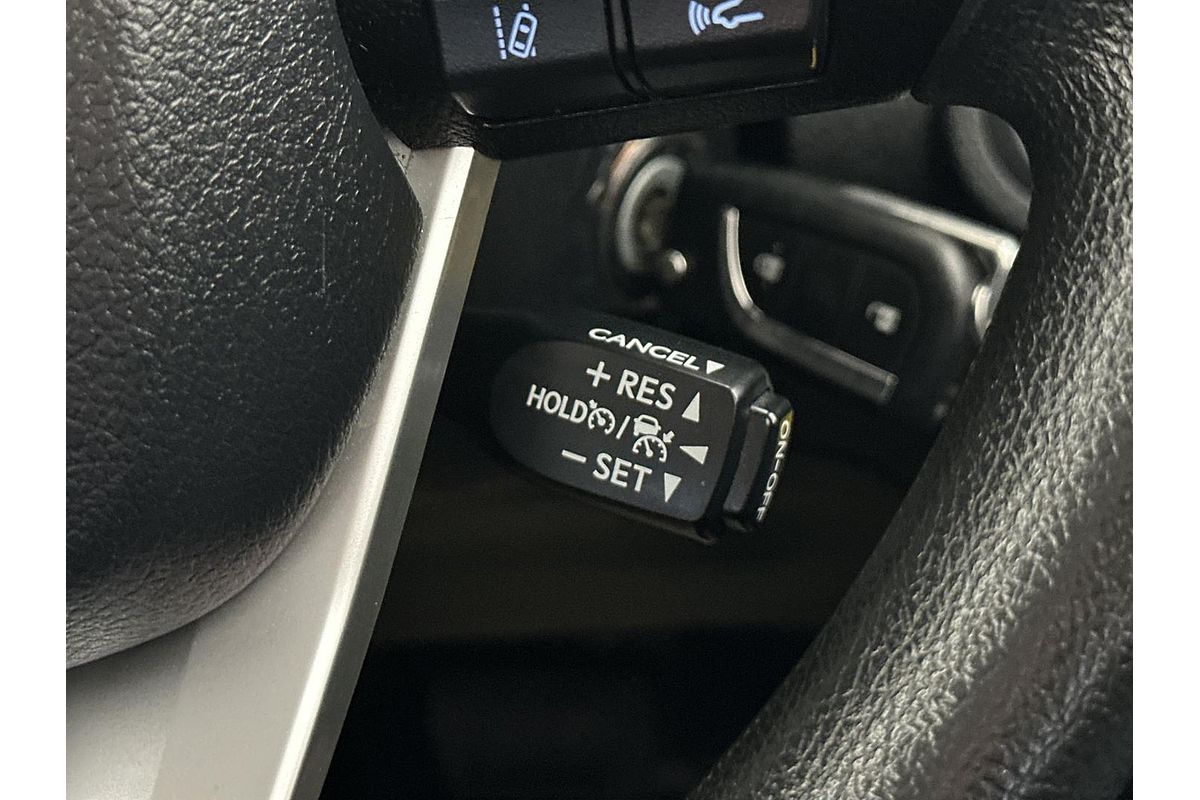 CANCEL▼
+ RES ▲
HOLD / ◀
− SET ▼
ON-OFF